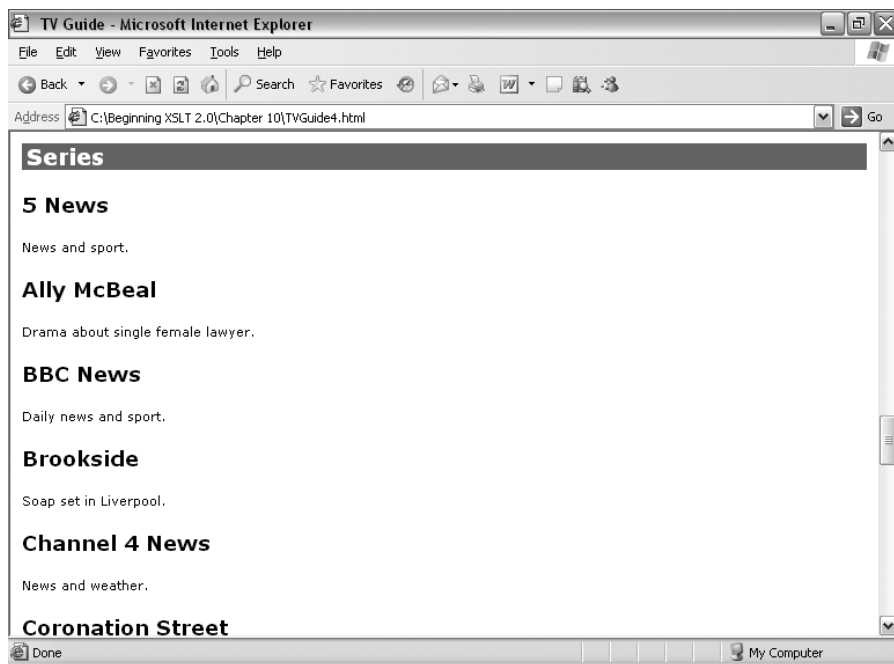 TV Guide - Microsoft Internet Explorer
File Edit View Favorites Tools Help
Back Search Favorites W
Address C:\Beginning XSLT 2.0\Chapter 10\TVGuide4.html Go
Series
5 News
News and sport.
Ally McBeal
Drama about single female lawyer.
BBC News
Daily news and sport.
Brookside
Soap set in Liverpool.
Channel 4 News
News and weather.
Coronation Street
Done My Computer